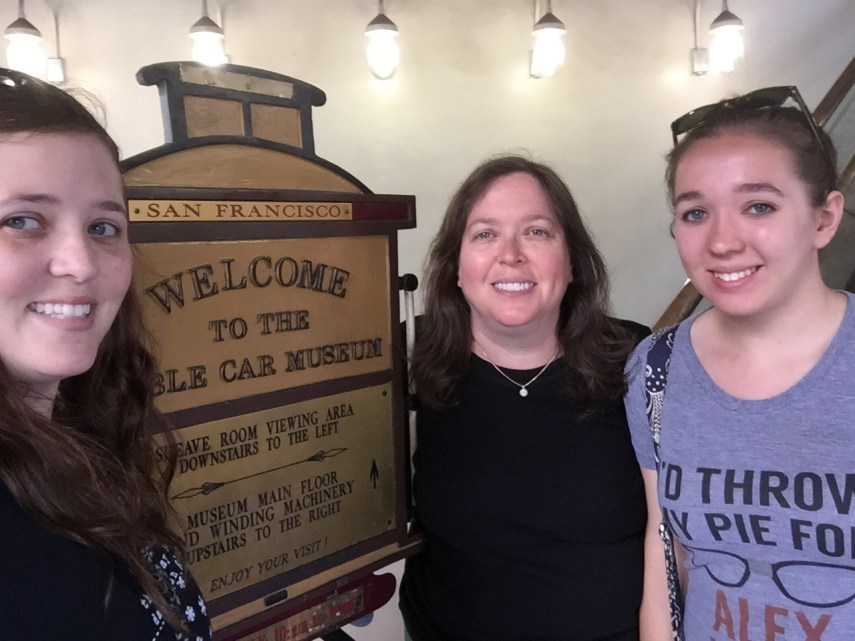 SAN FRANCISCO
WELCOME
TO THE
BLE CAR MUSEUM
SHEAVE ROOM VIEWING AREA
DOWNSTAIRS TO THE LEFT
MUSEUM MAIN FLOOR
ND WINDING MACHINERY
UPSTAIRS TO THE RIGHT
ENJOY YOUR VISIT!
'D THROW
Y PIE FO
ALEX